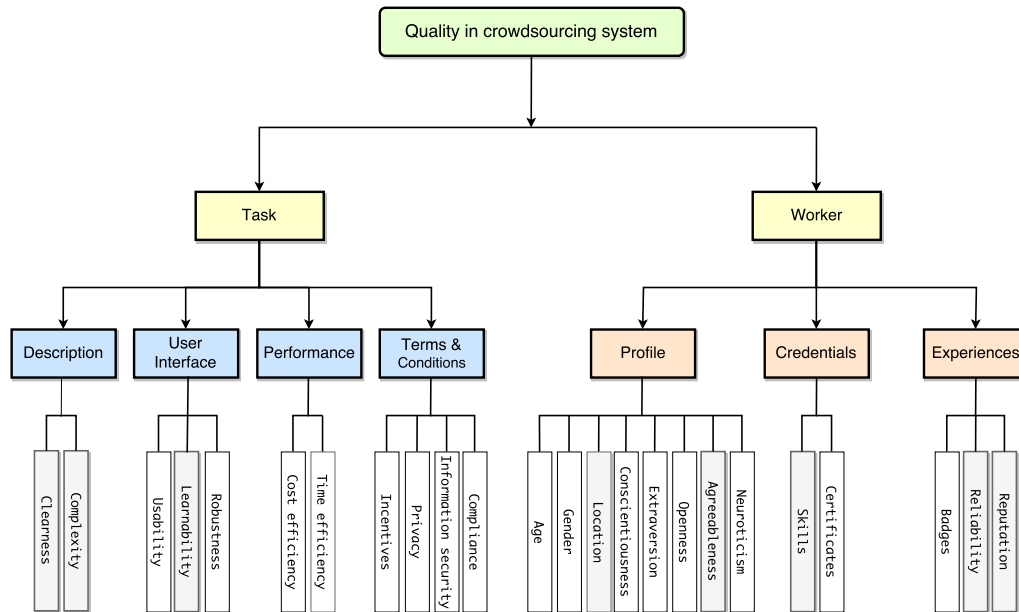 Quality in crowdsourcing system
Task
Worker
Description
User
Interface
Performance
Terms &
Conditions
Profile
Credentials
Experiences
Clearness
Complexity
Usability
Learnability
Robustness
Cost efficiency
Time efficiency
Incentives
Privacy
Information security
Compliance
Age
Gender
Location
Conscientiousness
Extraversion
Openness
Agreeableness
Neuroticism
Skills
Certificates
Badges
Reliability
Reputation